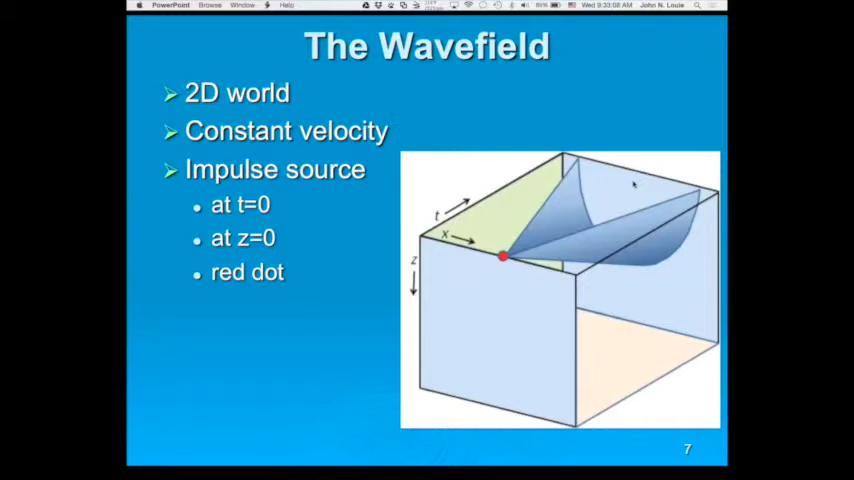 PowerPoint Browse Window Help
Wed 9:33:08 AM John N. Louie
The Wavefield
2D world
Constant velocity
Impulse source
at t=0
at z=0
red dot
t
x
z
7